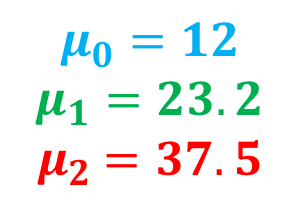 μ₀ = 12
μ₁ = 23.2
μ₂ = 37.5